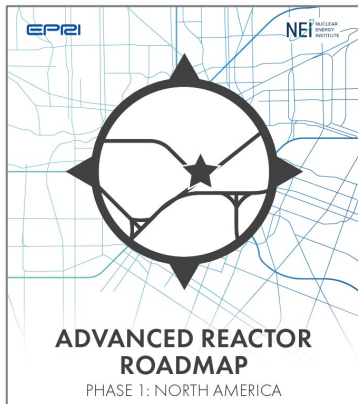 EPRI
NEI NUCLEAR
ENERGY
INSTITUTE
ADVANCED REACTOR
ROADMAP
PHASE 1: NORTH AMERICA